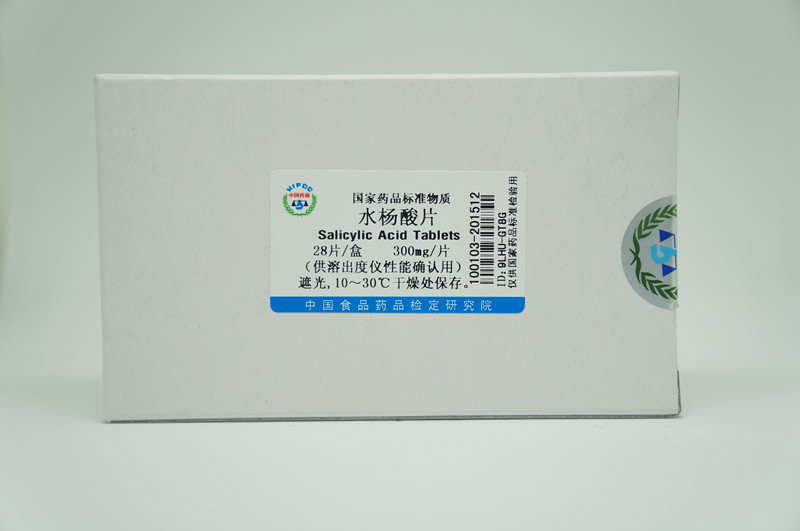 NIFDC
中国药检
国家药品标准物质
水杨酸片
Salicylic Acid Tablets
28片/盒 300mg/片
(供溶出度仪性能确认用)
遮光,10～30℃干燥处保存。
中国食品药品检定研究院
100103-201512
ID:9LHU-GT8G
仅供国家药品标准检验用